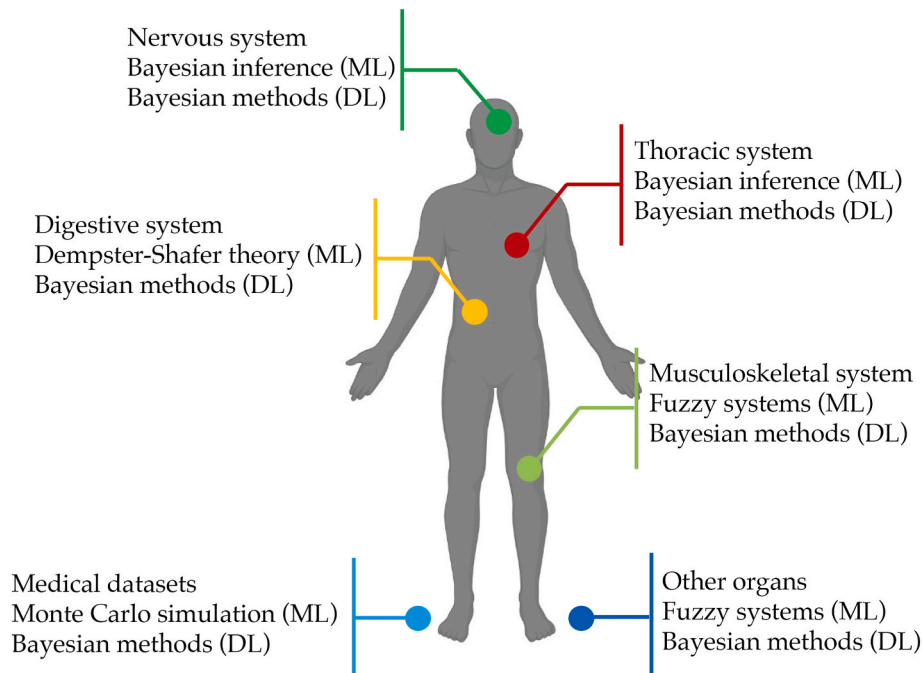 Nervous system
Bayesian inference (ML)
Bayesian methods (DL)
Thoracic system
Bayesian inference (ML)
Bayesian methods (DL)
Digestive system
Dempster-Shafer theory (ML)
Bayesian methods (DL)
Musculoskeletal system
Fuzzy systems (ML)
Bayesian methods (DL)
Medical datasets
Monte Carlo simulation (ML)
Bayesian methods (DL)
Other organs
Fuzzy systems (ML)
Bayesian methods (DL)